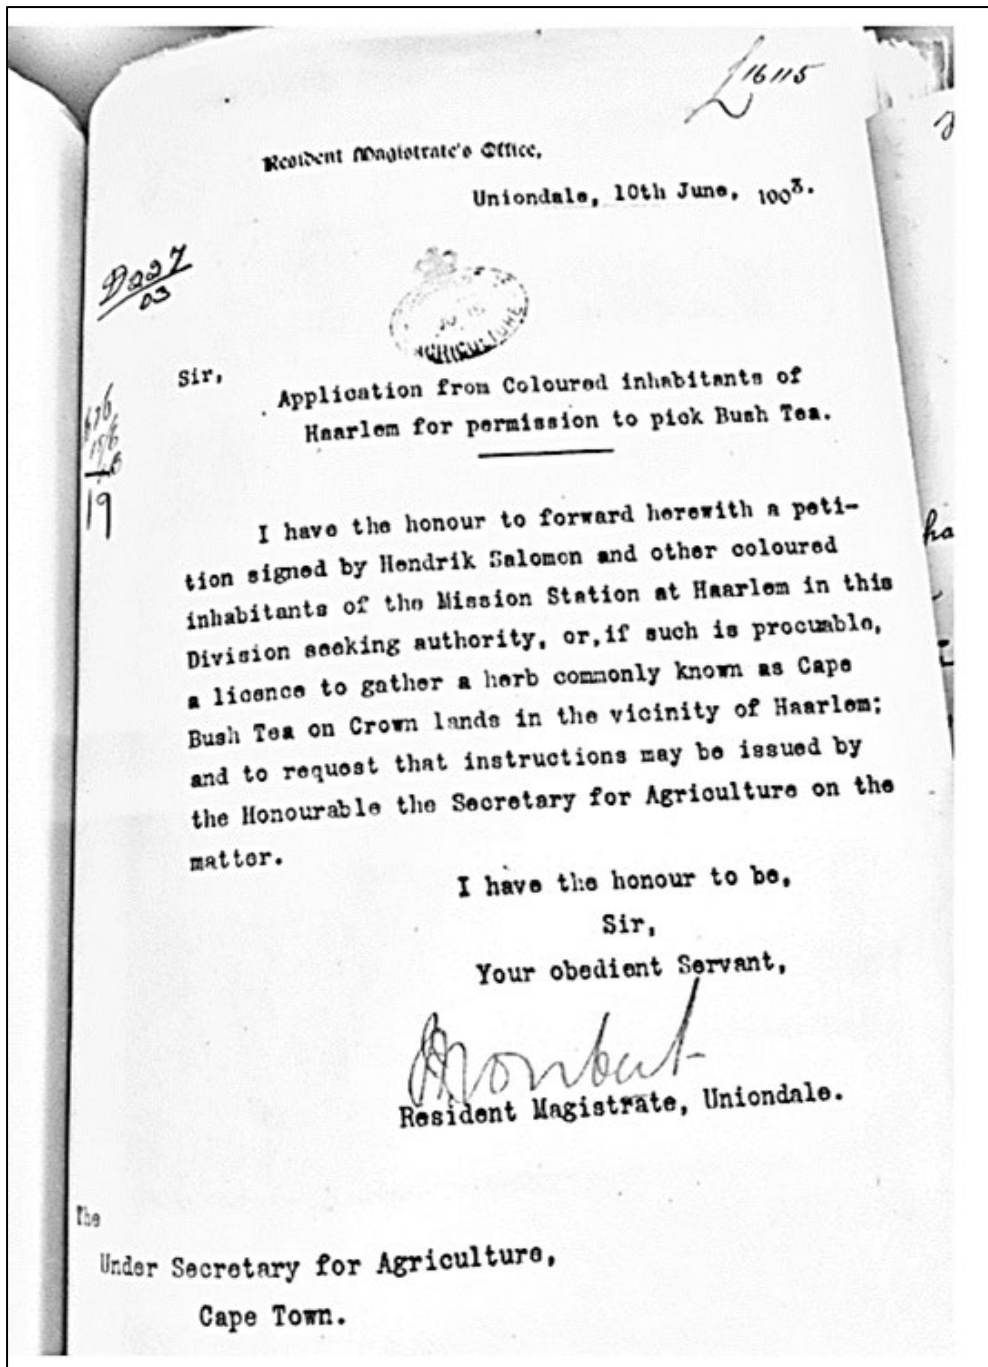 16115
Resident Magistrate's Office,
Uniondale, 10th June, 1903.
D227
03
AGRICULTURE
Sir,
Application from Coloured inhabitants of
Haarlem for permission to pick Bush Tea.
19
I have the honour to forward herewith a peti-
tion signed by Hendrik Salomon and other coloured
inhabitants of the Mission Station at Haarlem in this
Division seeking authority, or,if such is procuable,
a licence to gather a herb commonly known as Cape
Bush Tea on Crown lands in the vicinity of Haarlem;
and to request that instructions may be issued by
the Honourable the Secretary for Agriculture on the
matter.
I have the honour to be,
Sir,
Your obedient Servant,
Resident Magistrate, Uniondale.
The
Under Secretary for Agriculture,
Cape Town.